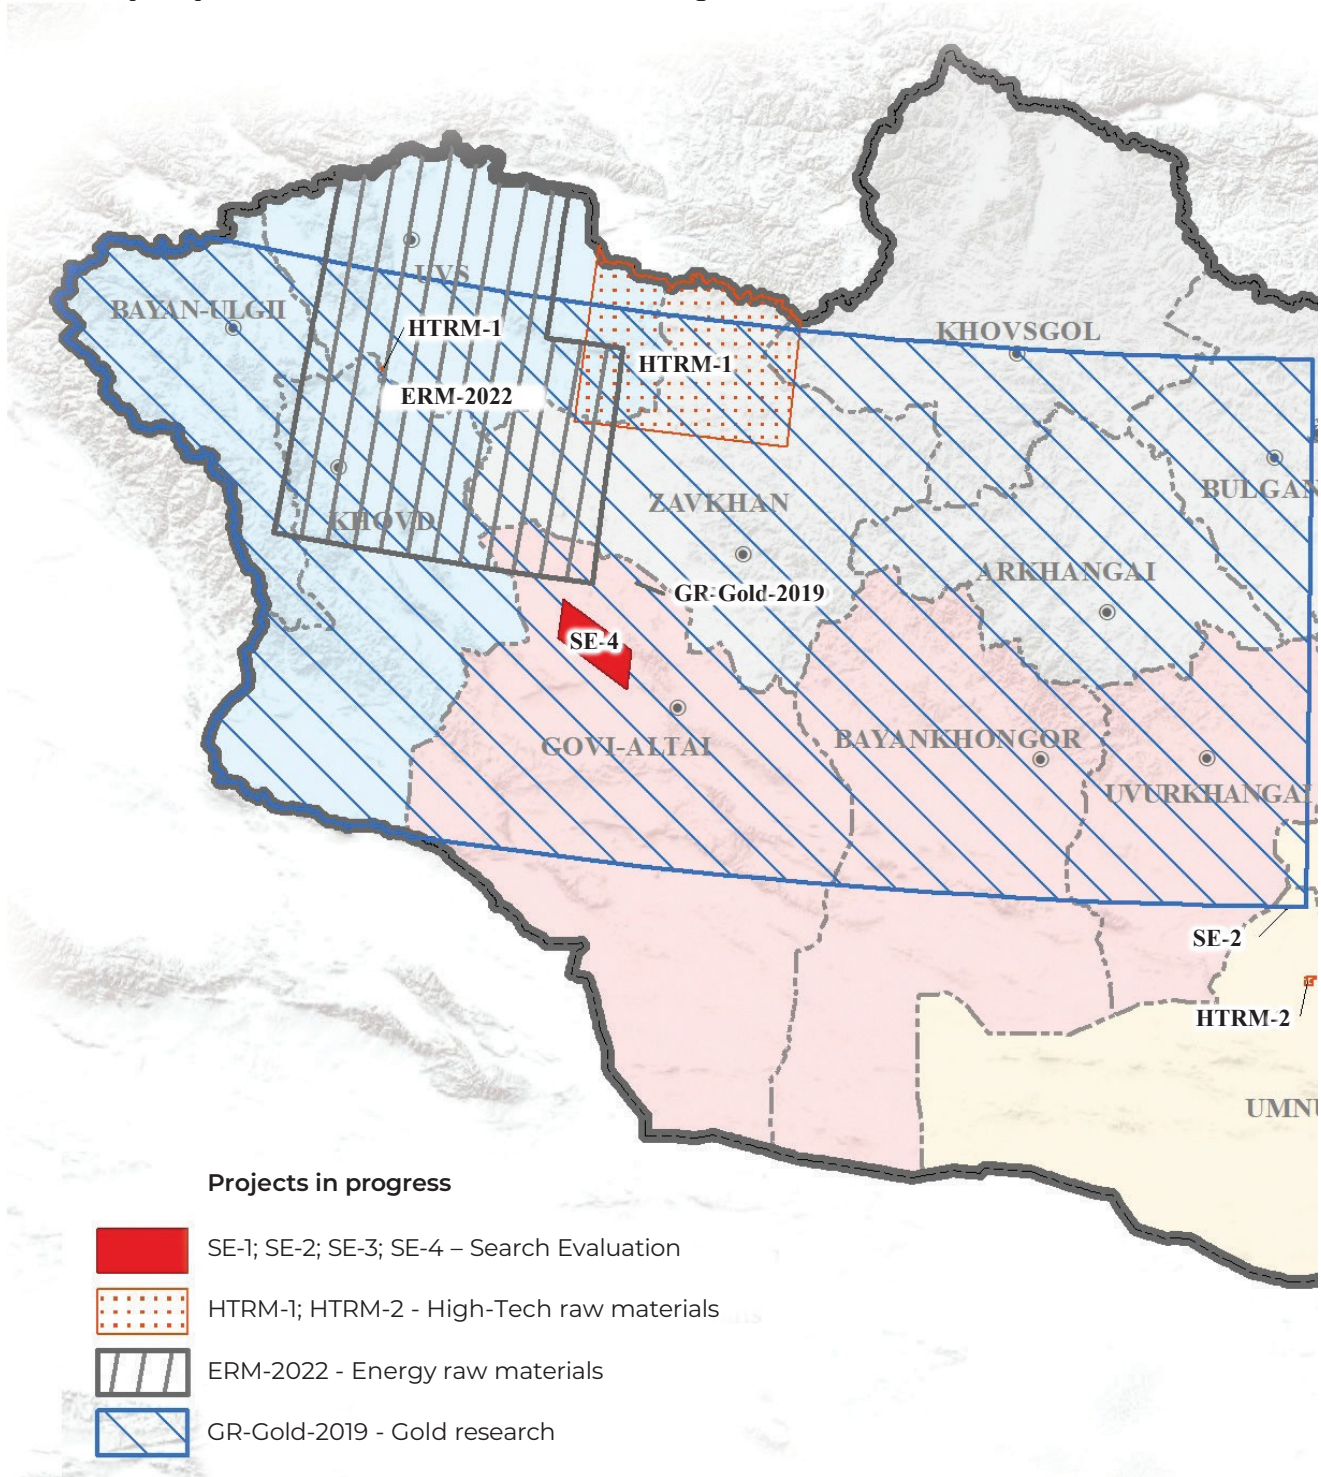 UVS
BAYAN-ULGII
HTRM-1
KHOVSGOL
HTRM-1
ERM-2022
BULGAN
ZAVKHAN
KHOVD
ARKHANGAI
GR-Gold-2019
SE-4
GOVI-ALTAI
BAYANKHONGOR
UVURKHANGAI
SE-2
HTRM-2
UMNU
Projects in progress
SE-1; SE-2; SE-3; SE-4 – Search Evaluation
HTRM-1; HTRM-2 - High-Tech raw materials
ERM-2022 - Energy raw materials
GR-Gold-2019 - Gold research